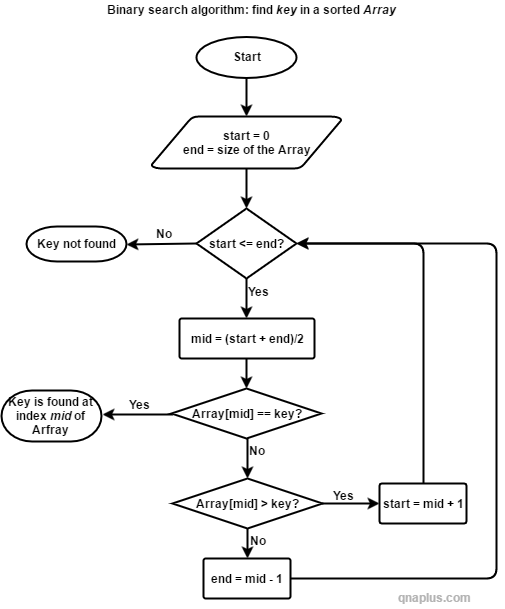 Binary search algorithm: find key in a sorted Array
Start
start = 0
end = size of the Array
start <= end?
No
Key not found
Yes
mid = (start + end)/2
Array[mid] == key?
Yes
Key is found at
index mid of
Arfray
No
Array[mid] > key?
Yes
start = mid + 1
No
end = mid - 1
qnaplus.com